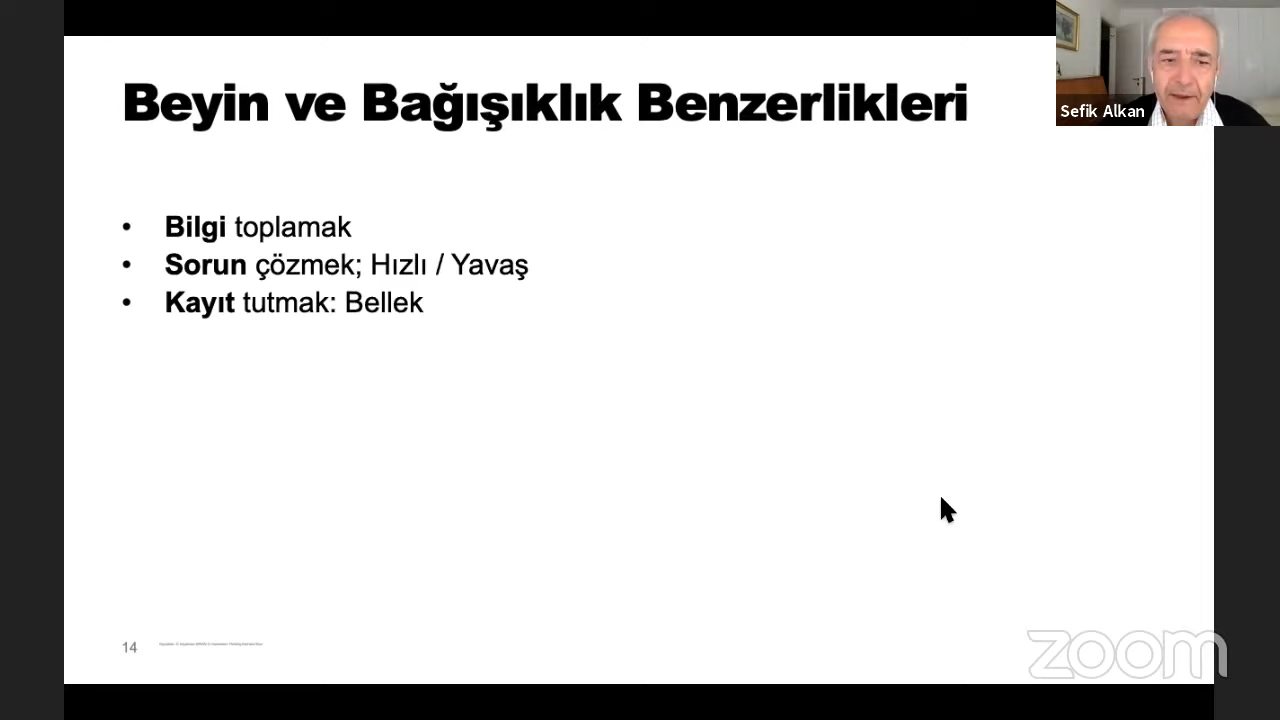 Beyin ve Bağışıklık Benzerlikleri
Sefik Alkan
• Bilgi toplamak
• Sorun çözmek; Hızlı / Yavaş
• Kayıt tutmak: Bellek
14
zoom